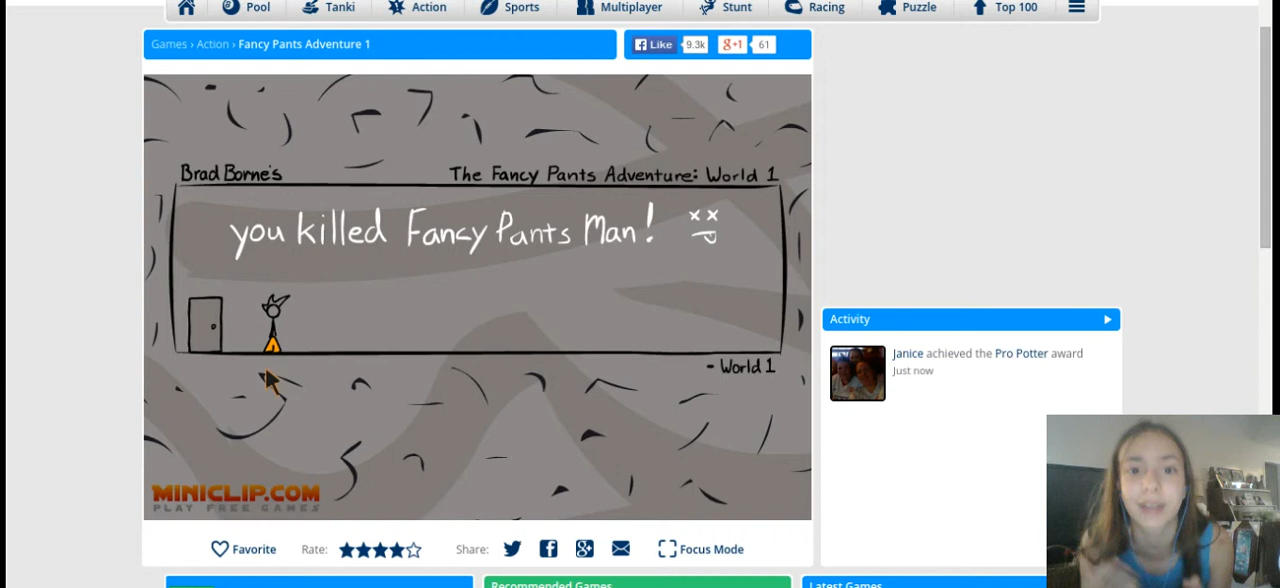 Pool Tanki Action Sports Multiplayer Stunt Racing Puzzle Top 100
Games › Action › Fancy Pants Adventure 1
Like 9.3k g+1 61
Brad Borne's The Fancy Pants Adventure: World 1
you killed Fancy Pants Man!
- World 1
MINICLIP.COM
PLAY FREE GAMES
Activity
Janice achieved the Pro Potter award
Just now
Favorite Rate: Share: Focus Mode
Recommended Games Latest Games